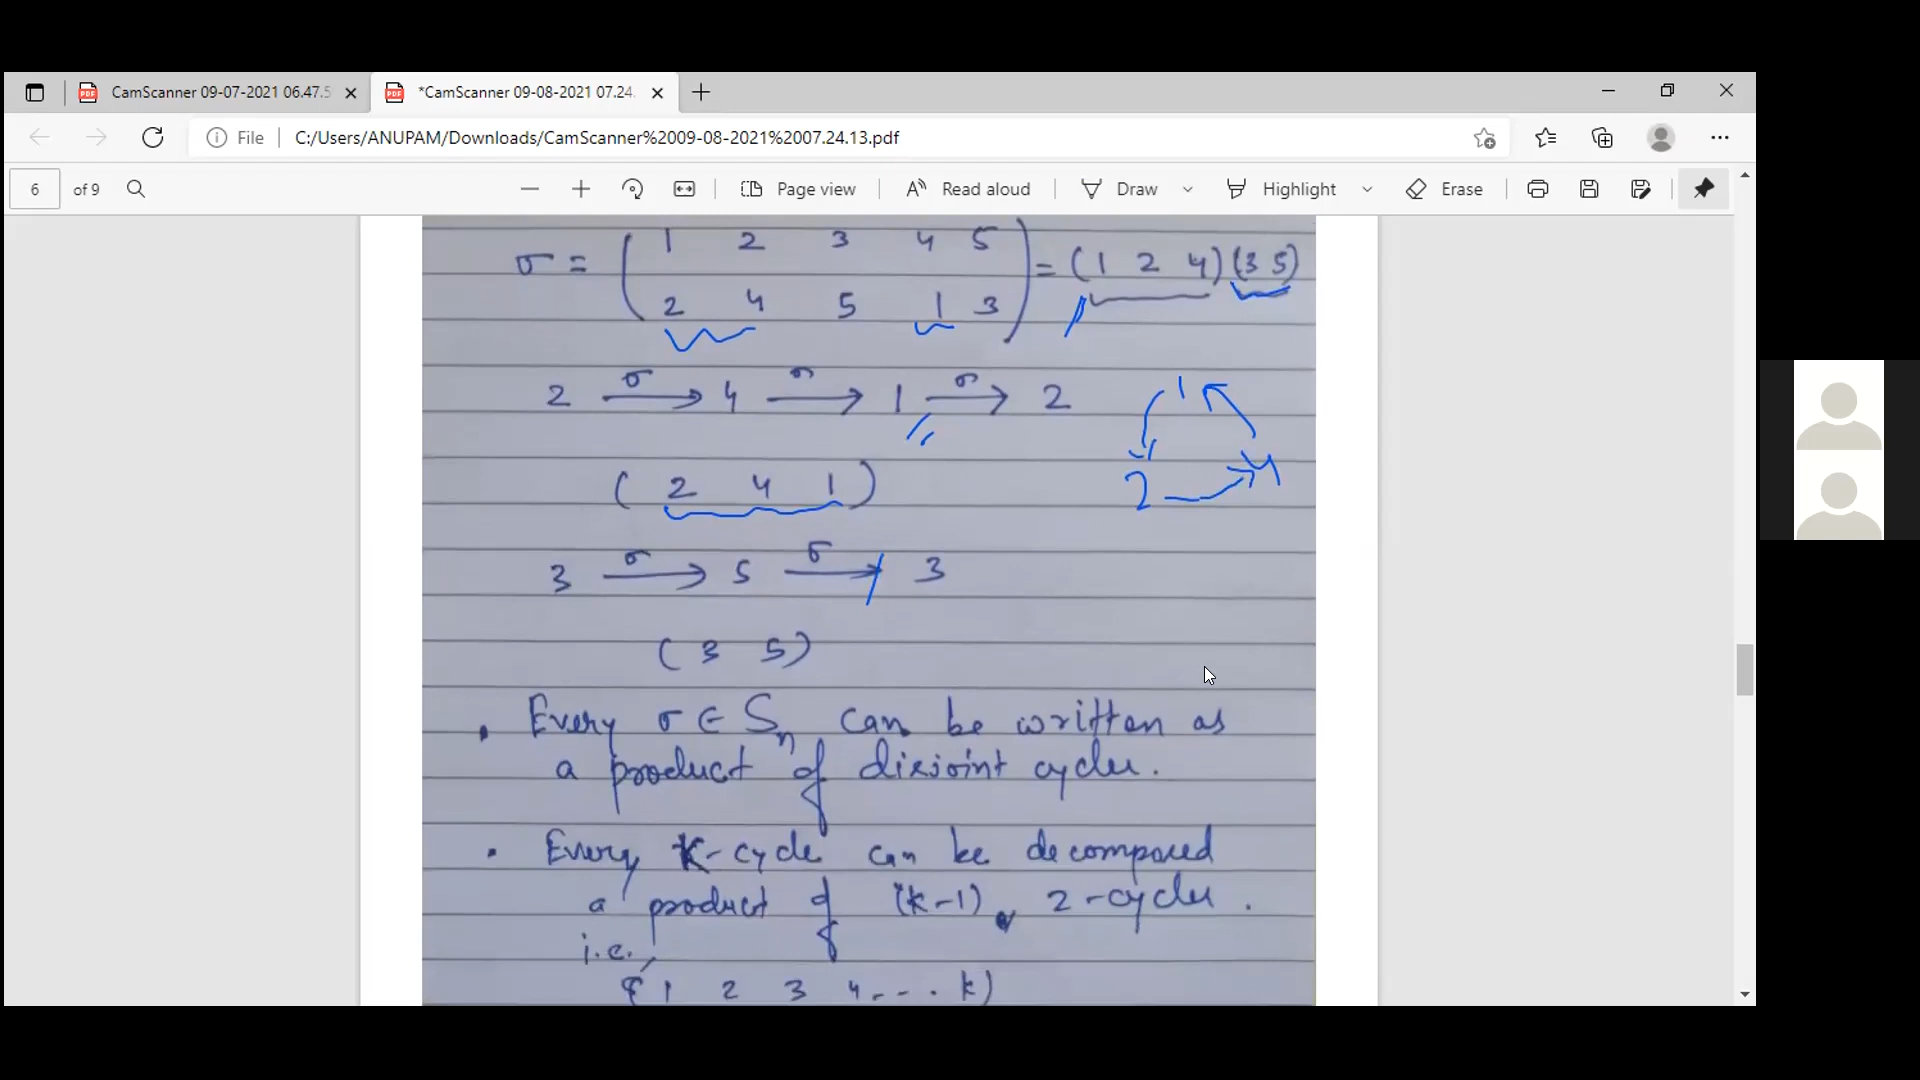 CamScanner 09-07-2021 06.47.5
*CamScanner 09-08-2021 07.24.
File
C:/Users/ANUPAM/Downloads/CamScanner%2009-08-2021%2007.24.13.pdf
6 of 9
Page view
Read aloud
Draw
Highlight
Erase
σ = ( 1 2 3 4 5 ) = (1 2 4)(3 5)
2 4 5 1 3
2 σ→ 4 σ→ 1 σ→ 2
1
2 4
(2 4 1)
3 σ→ 5 σ→ 3
(3 5)
. Every σ ∈ Sn can be written as
a product of disjoint cycles.
. Every K-cycle can be decomposed
a product of (k-1) 2-cycles.
i.e.
(1 2 3 4 - - . k)